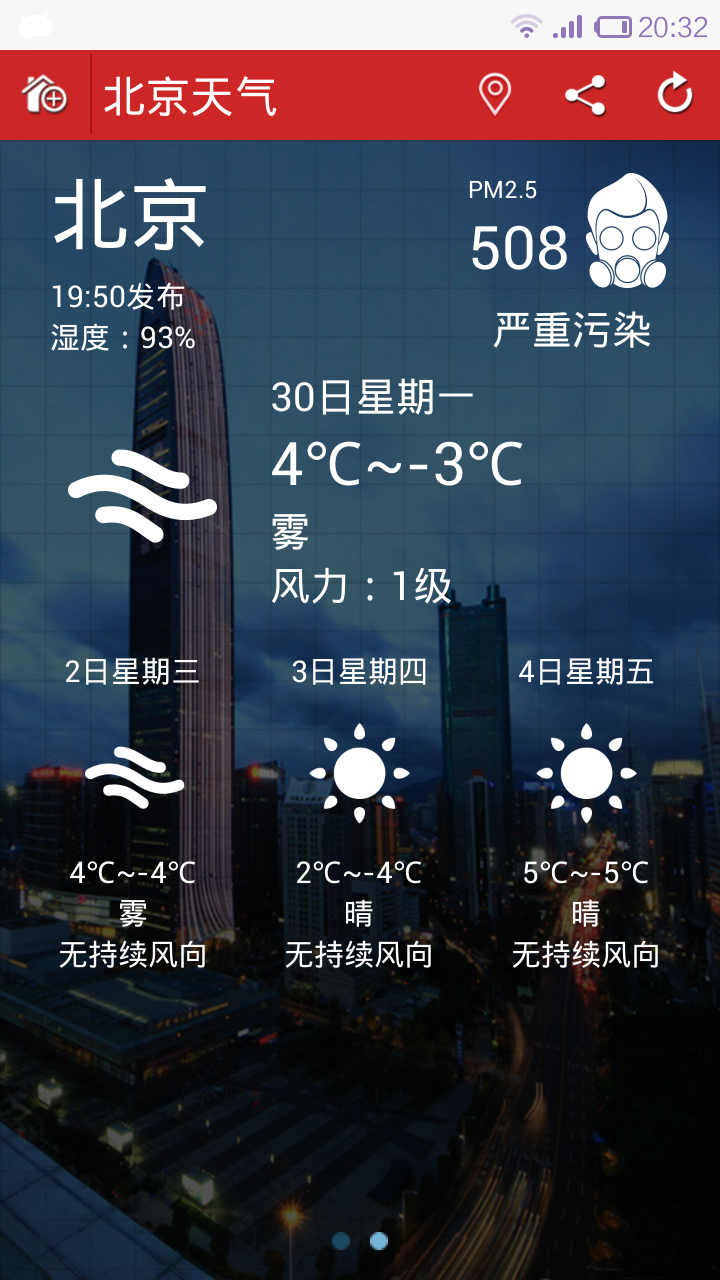 20:32
北京天气
北京
PM2.5
508
19:50发布
湿度：93%
严重污染
30日星期一
4℃~-3℃
雾
风力：1级
2日星期三
3日星期四
4日星期五
4℃~-4℃
2℃~-4℃
5℃~-5℃
雾
晴
晴
无持续风向
无持续风向
无持续风向